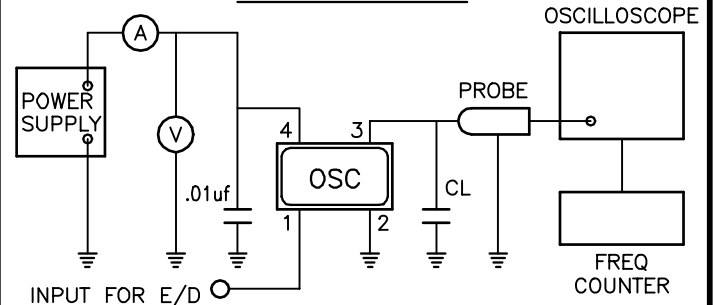 OSCILLOSCOPE
A
PROBE
POWER
SUPPLY
V
4
3
OSC
.01uf
CL
1
2
INPUT FOR E/D
FREQ
COUNTER